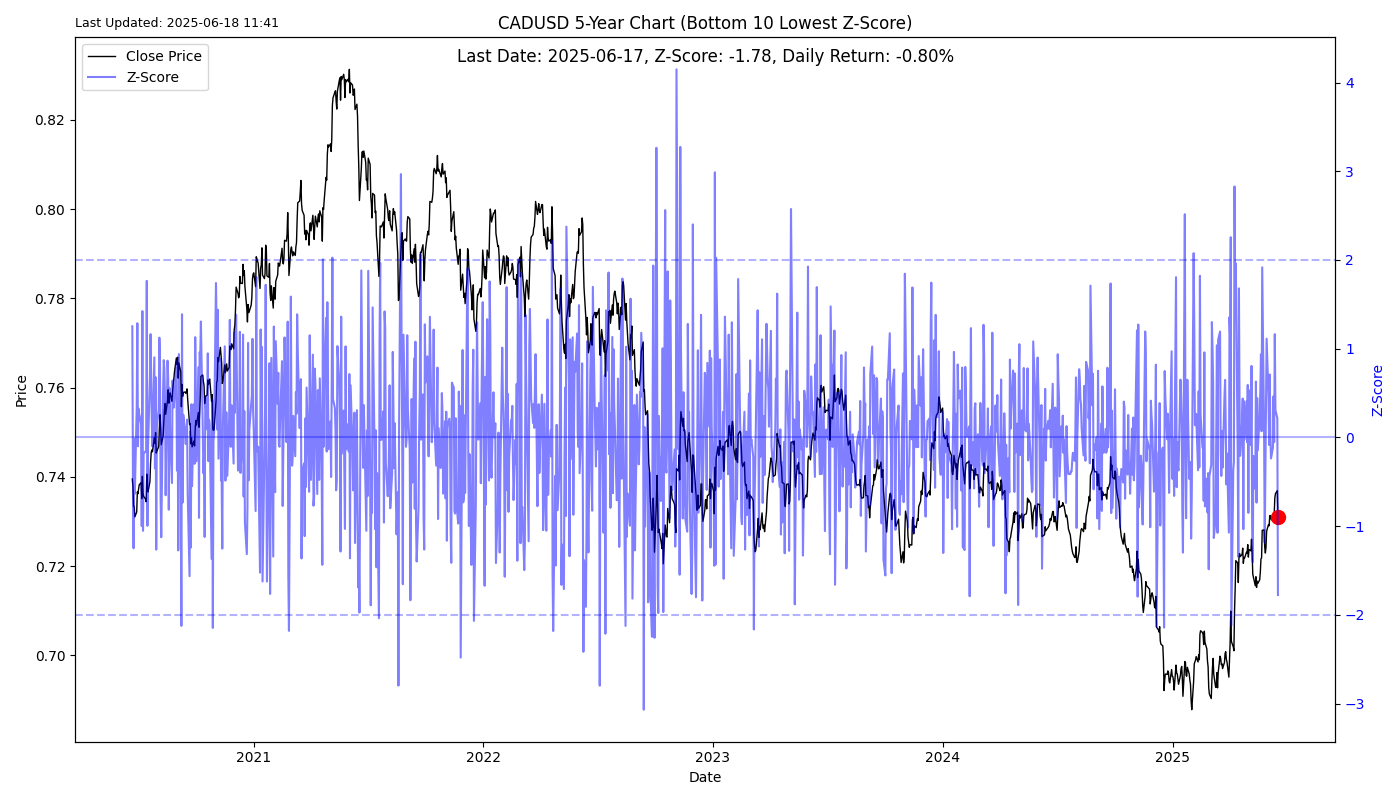 Last Updated: 2025-06-18 11:41
CADUSD 5-Year Chart (Bottom 10 Lowest Z-Score)
Last Date: 2025-06-17, Z-Score: -1.78, Daily Return: -0.80%
Close Price
Z-Score
0.82
0.80
0.78
0.76
0.74
0.72
0.70
Price
4
3
2
1
0
−1
−2
−3
Z-Score
2021
2022
2023
2024
2025
Date